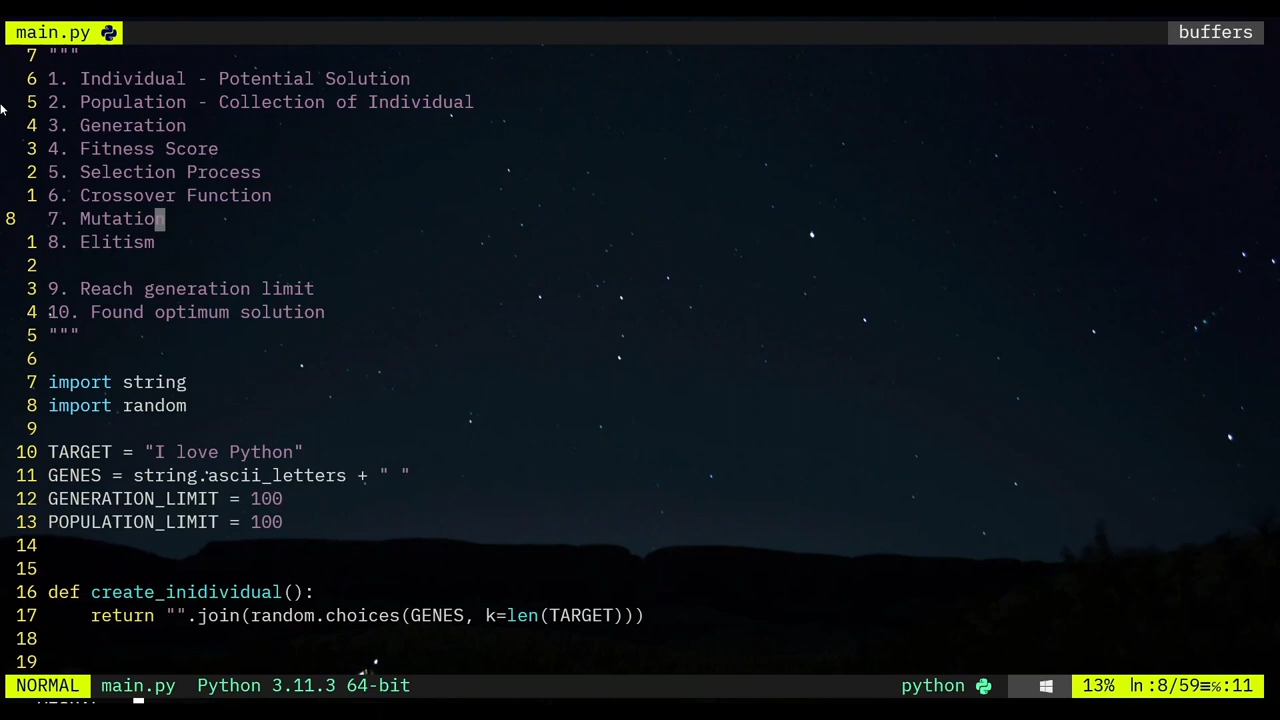 main.py
buffers
7 """
6 1. Individual - Potential Solution
5 2. Population - Collection of Individual
4 3. Generation
3 4. Fitness Score
2 5. Selection Process
1 6. Crossover Function
8 7. Mutation
1 8. Elitism
2
3 9. Reach generation limit
4 10. Found optimum solution
5 """
6
7 import string
8 import random
9
10 TARGET = "I love Python"
11 GENES = string.ascii_letters + " "
12 GENERATION_LIMIT = 100
13 POPULATION_LIMIT = 100
14
15
16 def create_inidividual():
17 return "".join(random.choices(GENES, k=len(TARGET)))
18
19
NORMAL main.py Python 3.11.3 64-bit python 13% ln:8/59≡℅:11